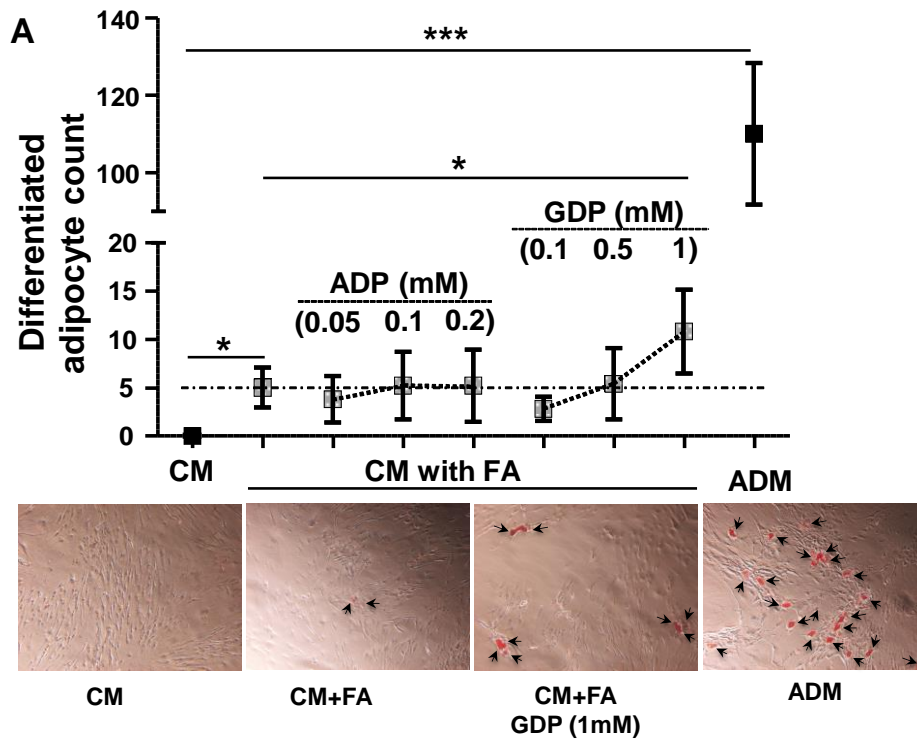 A
Differentiated
adipocyte count
140
120
100
20
15
10
5
0
***
*
*
GDP (mM)
(0.1 0.5 1)
ADP (mM)
(0.05 0.1 0.2)
CM
CM with FA
ADM
CM
CM+FA
CM+FA
GDP (1mM)
ADM